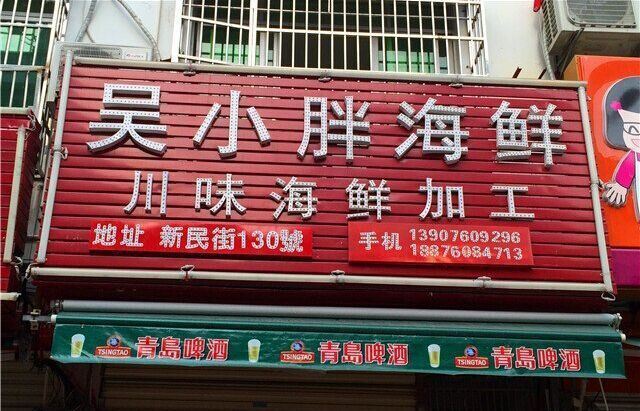 吴小胖海鲜
川味海鲜加工
地址 新民街130號
手机 13907609296
18876084713
TSINGTAO 青島啤酒 TSINGTAO 青島啤酒 TSINGTAO 青島啤酒